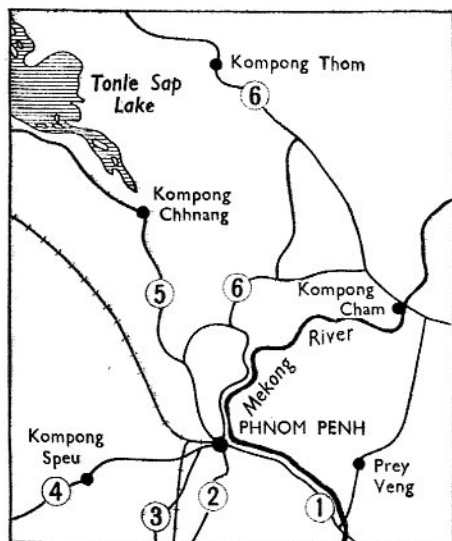 Kompong Thom
Tonle Sap
Lake
6
Kompong
Chhnang
5
6
Kompong
Cham
River
Mekong
PHNOM PENH
Kompong
Speu
Prey
Veng
4
3
2
1